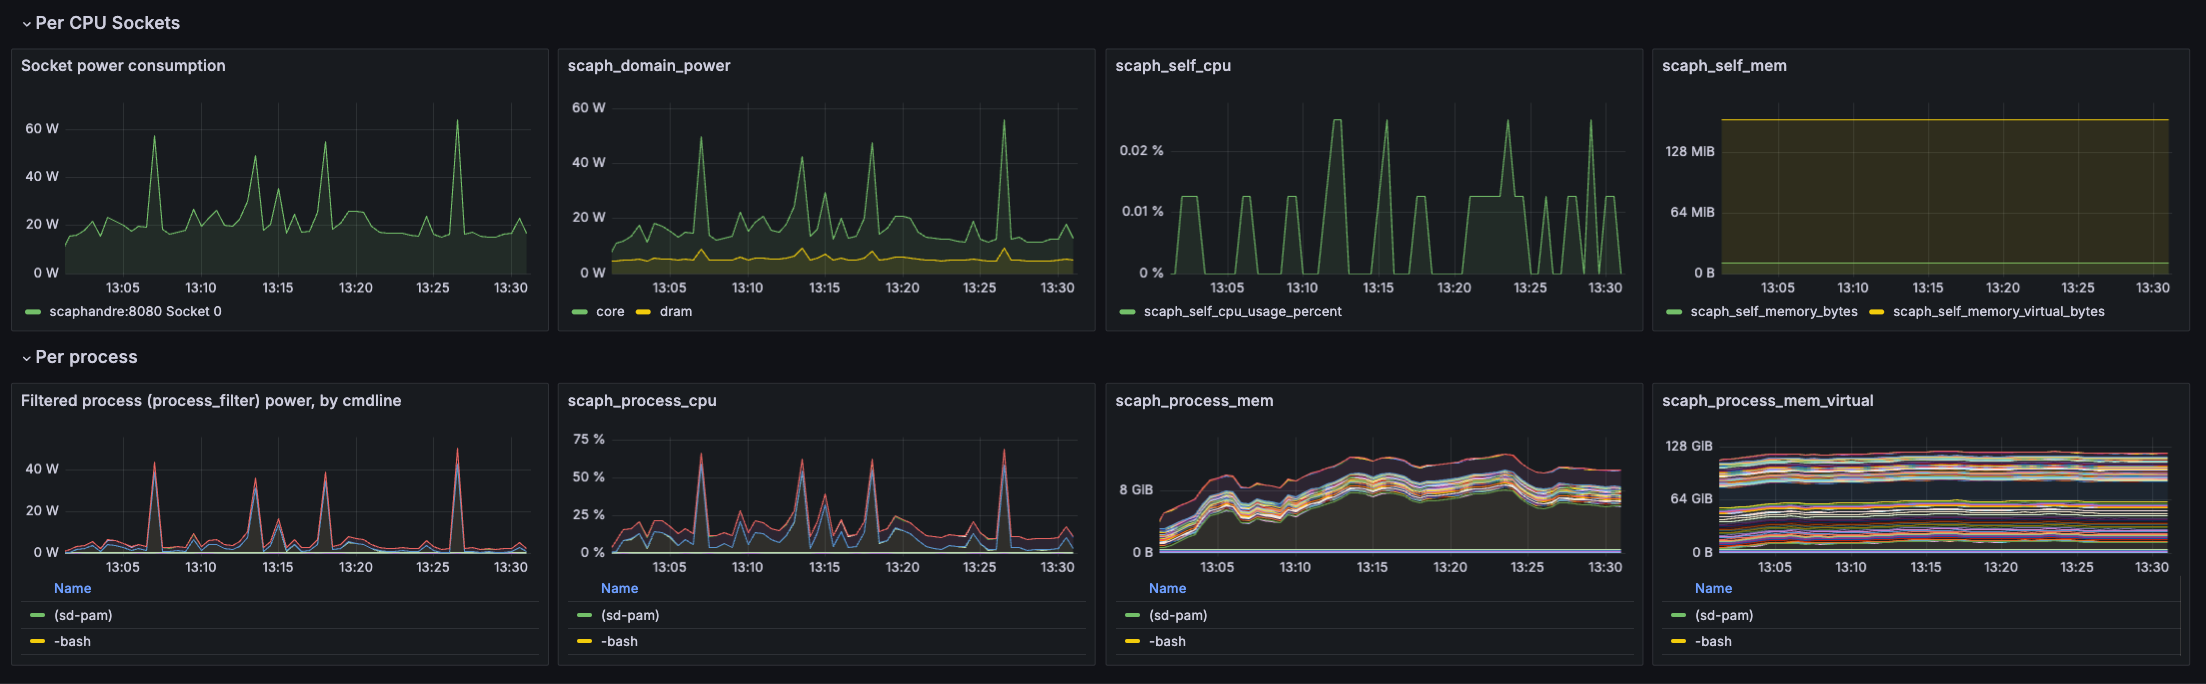 Per CPU Sockets
Socket power consumption
60 W
40 W
20 W
0 W
13:05 13:10 13:15 13:20 13:25 13:30
scaphandre:8080 Socket 0
scaph_domain_power
60 W
40 W
20 W
0 W
13:05 13:10 13:15 13:20 13:25 13:30
core dram
scaph_self_cpu
0.02 %
0.01 %
0 %
13:05 13:10 13:15 13:20 13:25 13:30
scaph_self_cpu_usage_percent
scaph_self_mem
128 MiB
64 MiB
0 B
13:05 13:10 13:15 13:20 13:25 13:30
scaph_self_memory_bytes scaph_self_memory_virtual_bytes
Per process
Filtered process (process_filter) power, by cmdline
40 W
20 W
0 W
13:05 13:10 13:15 13:20 13:25 13:30
Name
(sd-pam)
-bash
scaph_process_cpu
75 %
50 %
25 %
0 %
13:05 13:10 13:15 13:20 13:25 13:30
Name
(sd-pam)
-bash
scaph_process_mem
8 GiB
0 B
13:05 13:10 13:15 13:20 13:25 13:30
Name
(sd-pam)
-bash
scaph_process_mem_virtual
128 GiB
64 GiB
0 B
13:05 13:10 13:15 13:20 13:25 13:30
Name
(sd-pam)
-bash